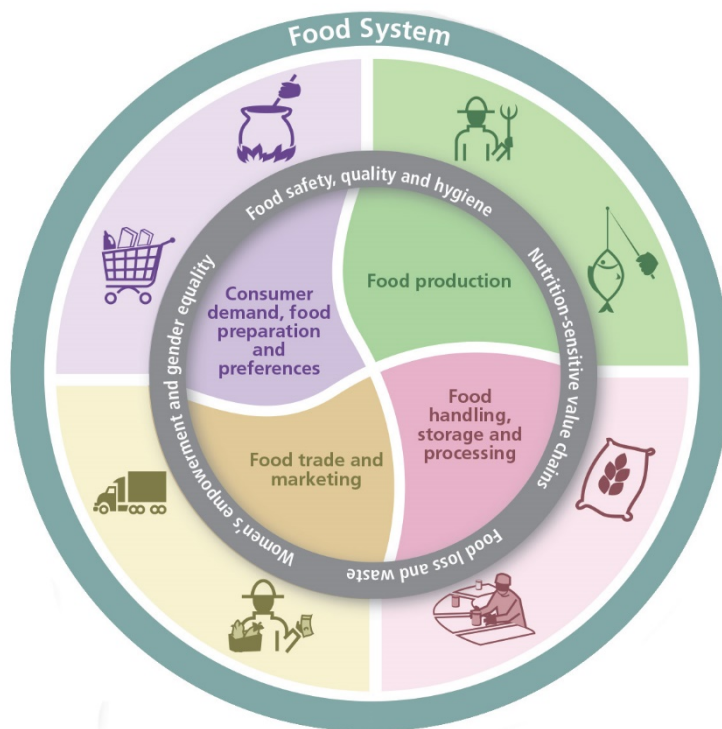 Food System
Food safety, quality and hygiene
Nutrition-sensitive value chains
Food loss and waste
Women's empowerment and gender equality
Consumer
demand, food
preparation
and
preferences
Food production
Food
handling,
storage and
processing
Food trade and
marketing